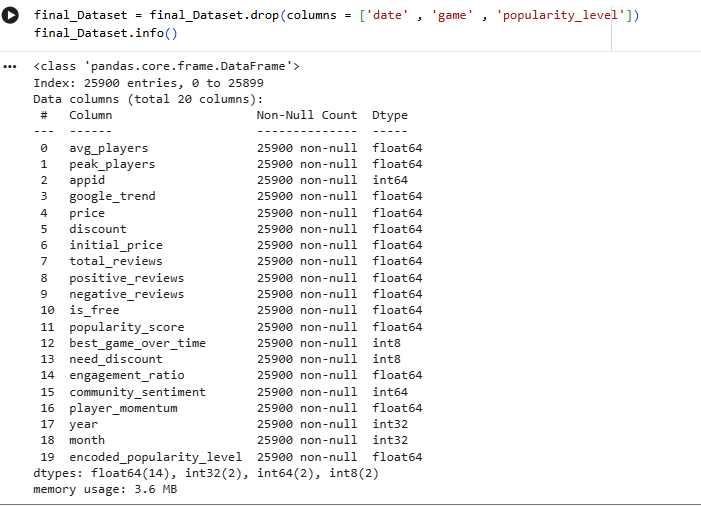 final_Dataset = final_Dataset.drop(columns = ['date' , 'game' , 'popularity_level'])
final_Dataset.info()
<class 'pandas.core.frame.DataFrame'>
Index: 25900 entries, 0 to 25899
Data columns (total 20 columns):
 #   Column                    Non-Null Count  Dtype
---  ------                    --------------  -----
 0   avg_players               25900 non-null  float64
 1   peak_players              25900 non-null  float64
 2   appid                     25900 non-null  int64
 3   google_trend              25900 non-null  float64
 4   price                     25900 non-null  float64
 5   discount                  25900 non-null  float64
 6   initial_price             25900 non-null  float64
 7   total_reviews             25900 non-null  float64
 8   positive_reviews          25900 non-null  float64
 9   negative_reviews          25900 non-null  float64
 10  is_free                   25900 non-null  float64
 11  popularity_score          25900 non-null  float64
 12  best_game_over_time       25900 non-null  int8
 13  need_discount             25900 non-null  int8
 14  engagement_ratio          25900 non-null  float64
 15  community_sentiment       25900 non-null  int64
 16  player_momentum           25900 non-null  float64
 17  year                      25900 non-null  int32
 18  month                     25900 non-null  int32
 19  encoded_popularity_level  25900 non-null  float64
dtypes: float64(14), int32(2), int64(2), int8(2)
memory usage: 3.6 MB